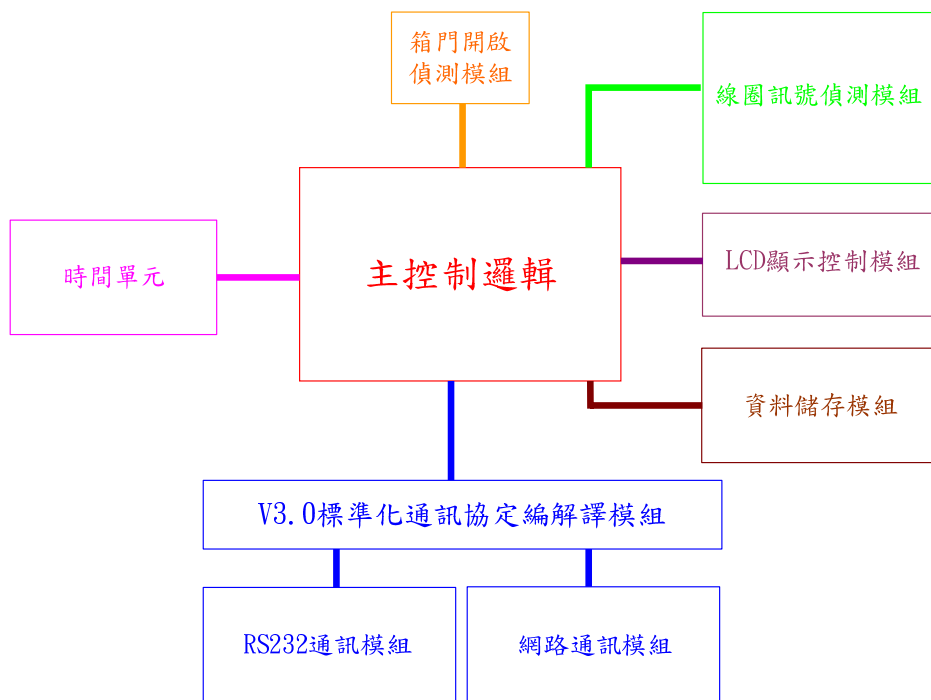 箱門開啟
偵測模組
線圈訊號偵測模組
時間單元
主控制邏輯
LCD顯示控制模組
資料儲存模組
V3.0標準化通訊協定編解譯模組
RS232通訊模組
網路通訊模組